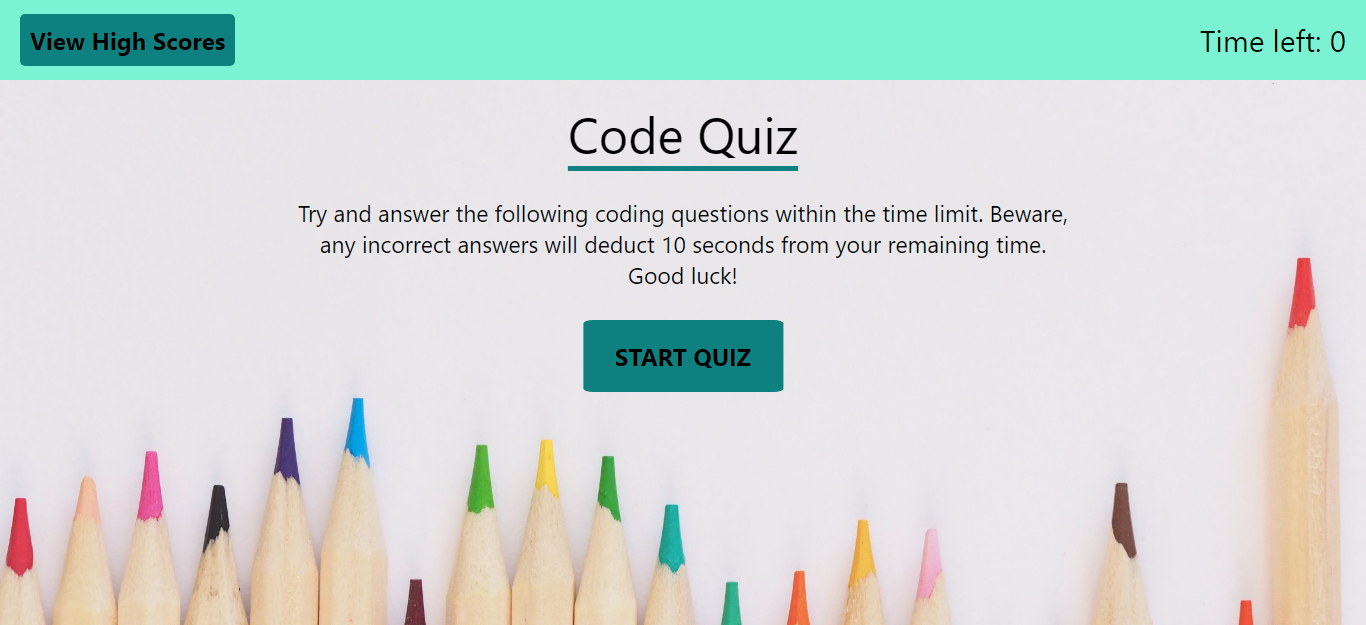 View High Scores
Time left: 0
Code Quiz
Try and answer the following coding questions within the time limit. Beware,
any incorrect answers will deduct 10 seconds from your remaining time.
Good luck!
START QUIZ